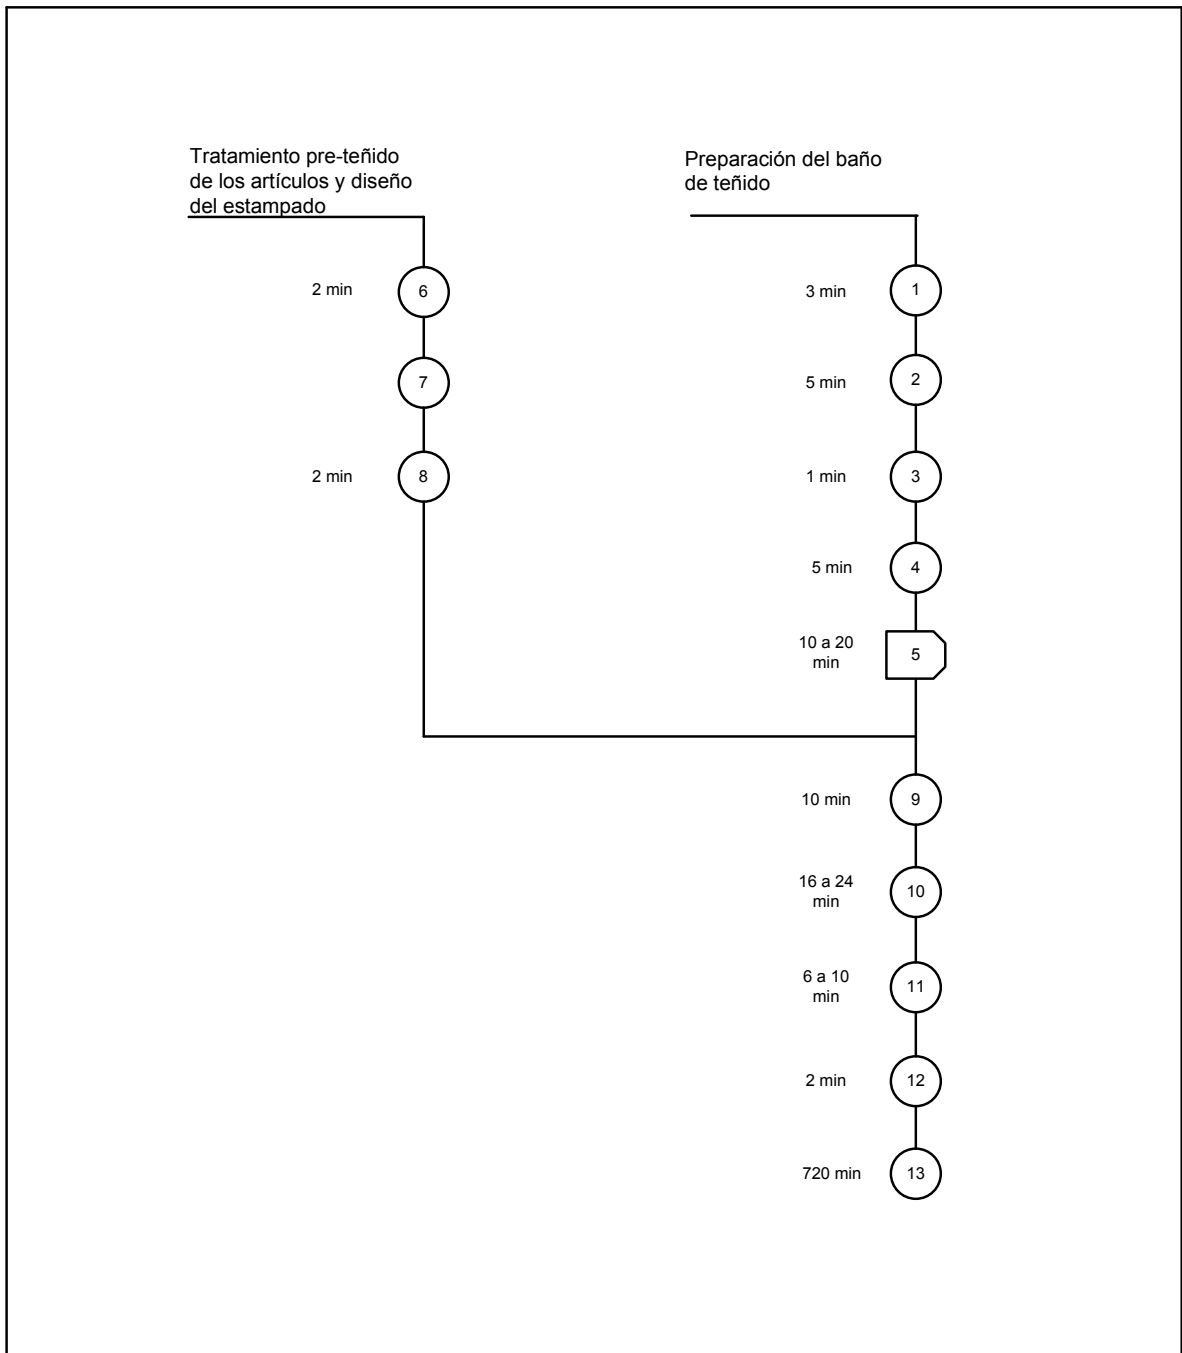 Tratamiento pre-teñido
de los artículos y diseño
del estampado
2 min
6
7
2 min
8
Preparación del baño
de teñido
3 min
1
5 min
2
1 min
3
5 min
4
10 a 20
min
5
10 min
9
16 a 24
min
10
6 a 10
min
11
2 min
12
720 min
13